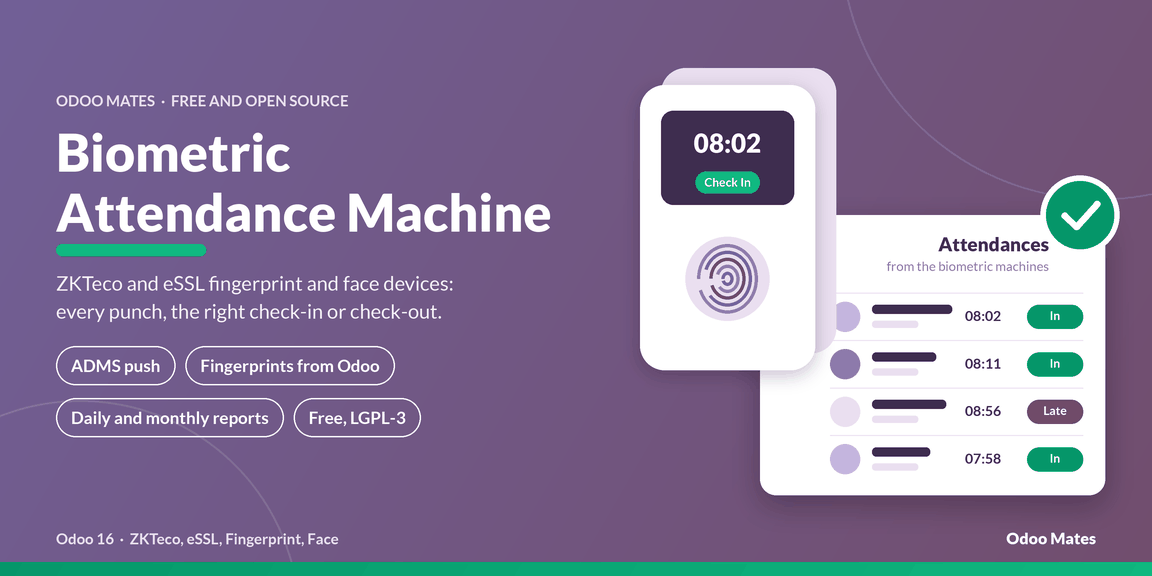 ODOO MATES · FREE AND OPEN SOURCE
Biometric
Attendance Machine
ZKTeco and eSSL fingerprint and face devices:
every punch, the right check-in or check-out.
ADMS push
Fingerprints from Odoo
Daily and monthly reports
Free, LGPL-3
08:02
Check In
Attendances
from the biometric machines
08:02 In
08:11 In
08:56 Late
07:58 In
Odoo 16 · ZKTeco, eSSL, Fingerprint, Face
Odoo Mates